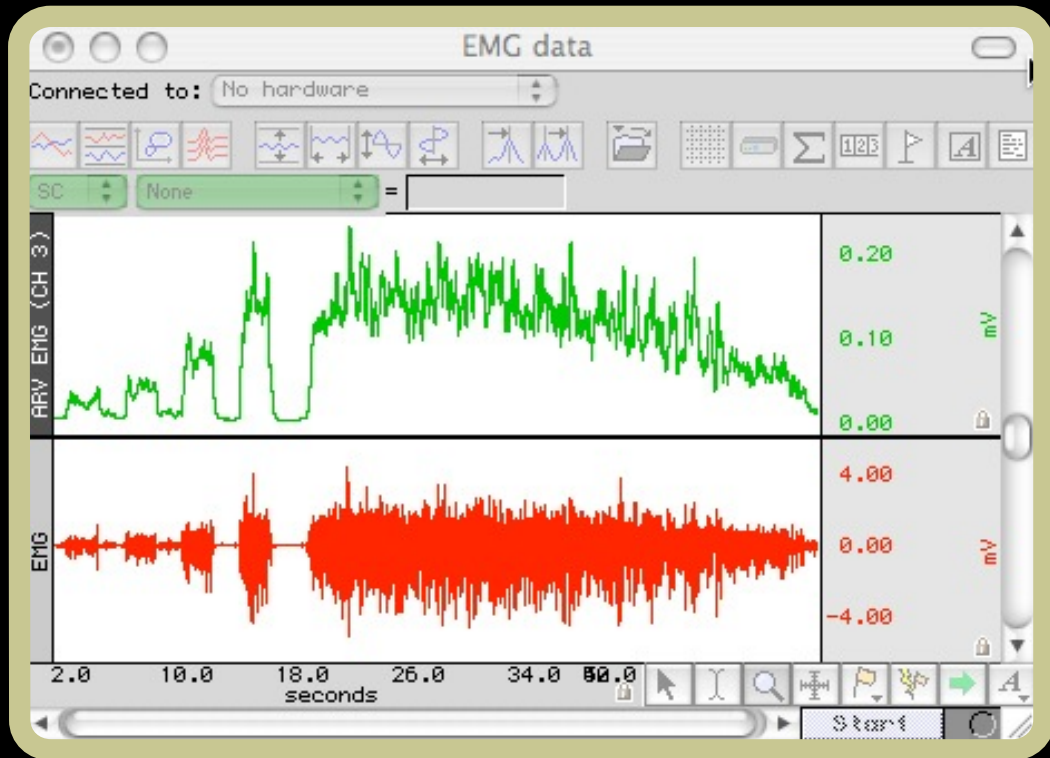 EMG data
Connected to: No hardware
123 A
SC None =
ARV EMG (CH 3)
0.20
0.10
0.00
mV
EMG
4.00
0.00
-4.00
mV
2.0 10.0 18.0 26.0 34.0
seconds
A
Start